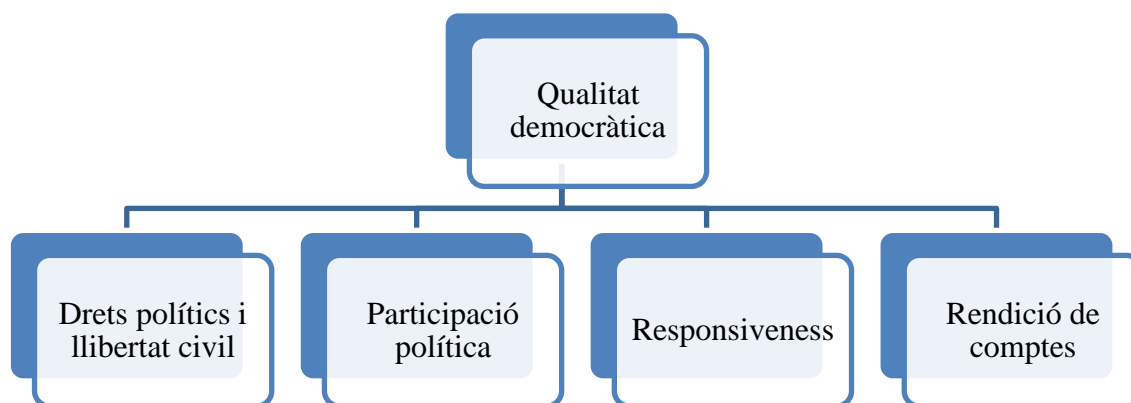 Qualitat
democràtica
Drets polítics i
llibertat civil
Participació
política
Responsiveness
Rendició de
comptes